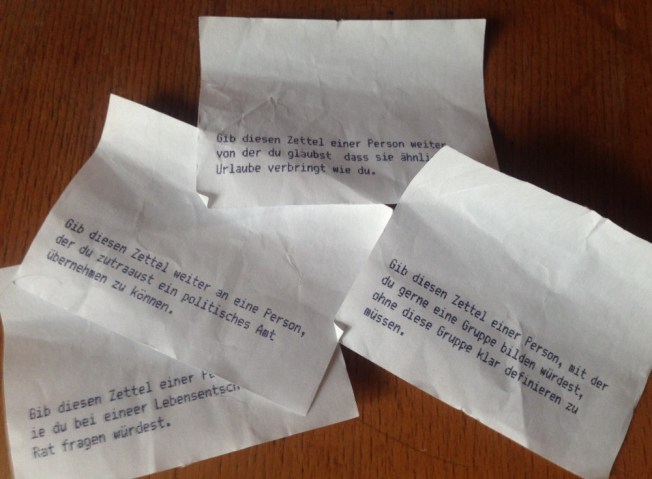 Gib diesen Zettel einer Person weiter
von der du glaubst dass sie
Urlaube verbringt wie du.
Gib diesen Zettel weiter an eine Person,
der du zutraaust ein politisches Amt
übernehmen zu können.
Gib diesen Zettel einer Person, mit der
du gerne eine Gruppe bilden würdest,
ohne diese Gruppe klar definieren zu
müssen.
Gib diesen Zettel einer
ie du bei eineer
Rat fragen würdest.